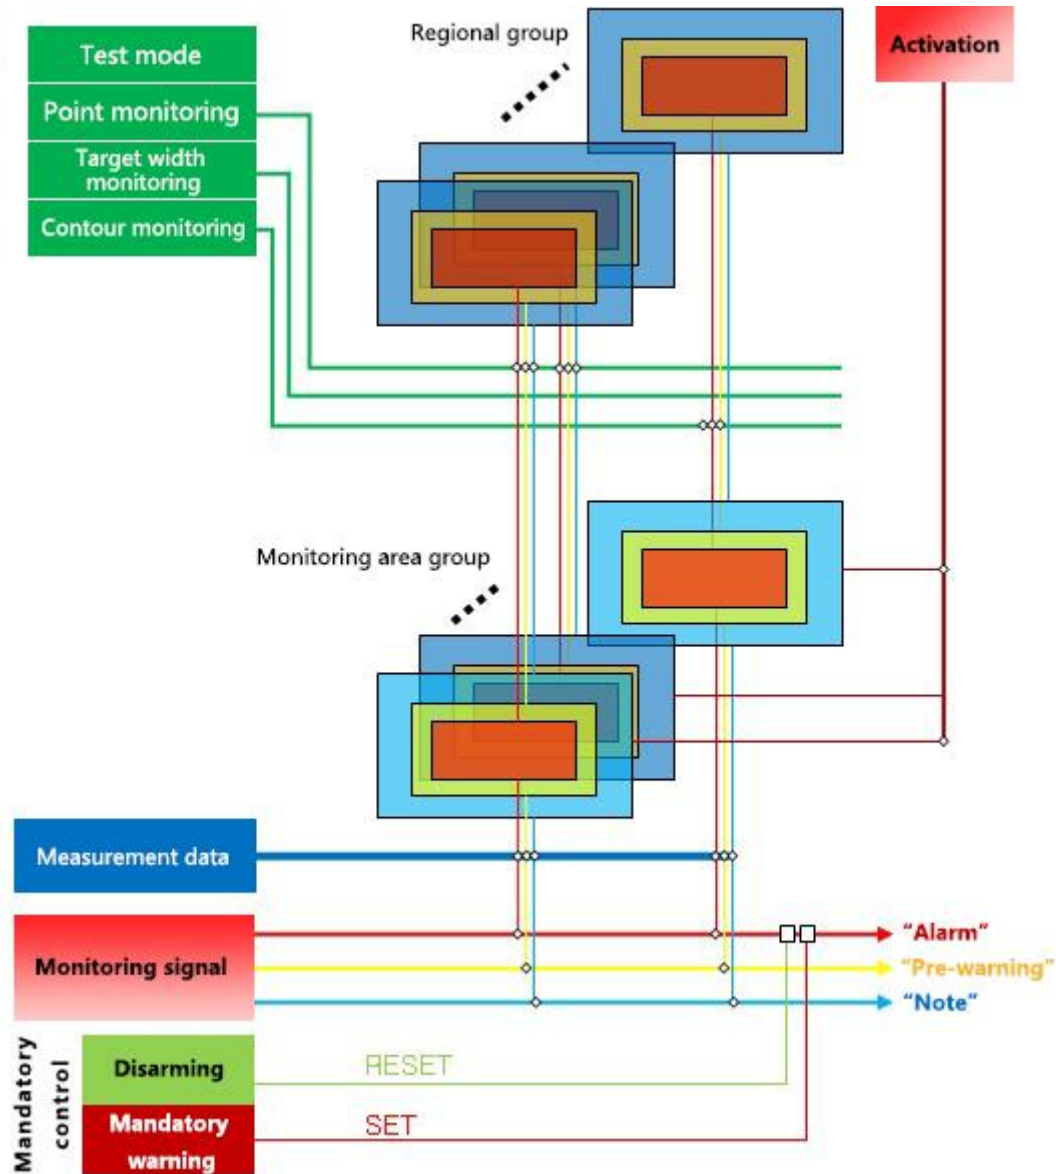 Regional group
Activation
Test mode
Point monitoring
Target width
monitoring
Contour monitoring
Monitoring area group
Measurement data
Monitoring signal
"Alarm"
"Pre-warning"
"Note"
Mandatory
control
Disarming
RESET
Mandatory
warning
SET